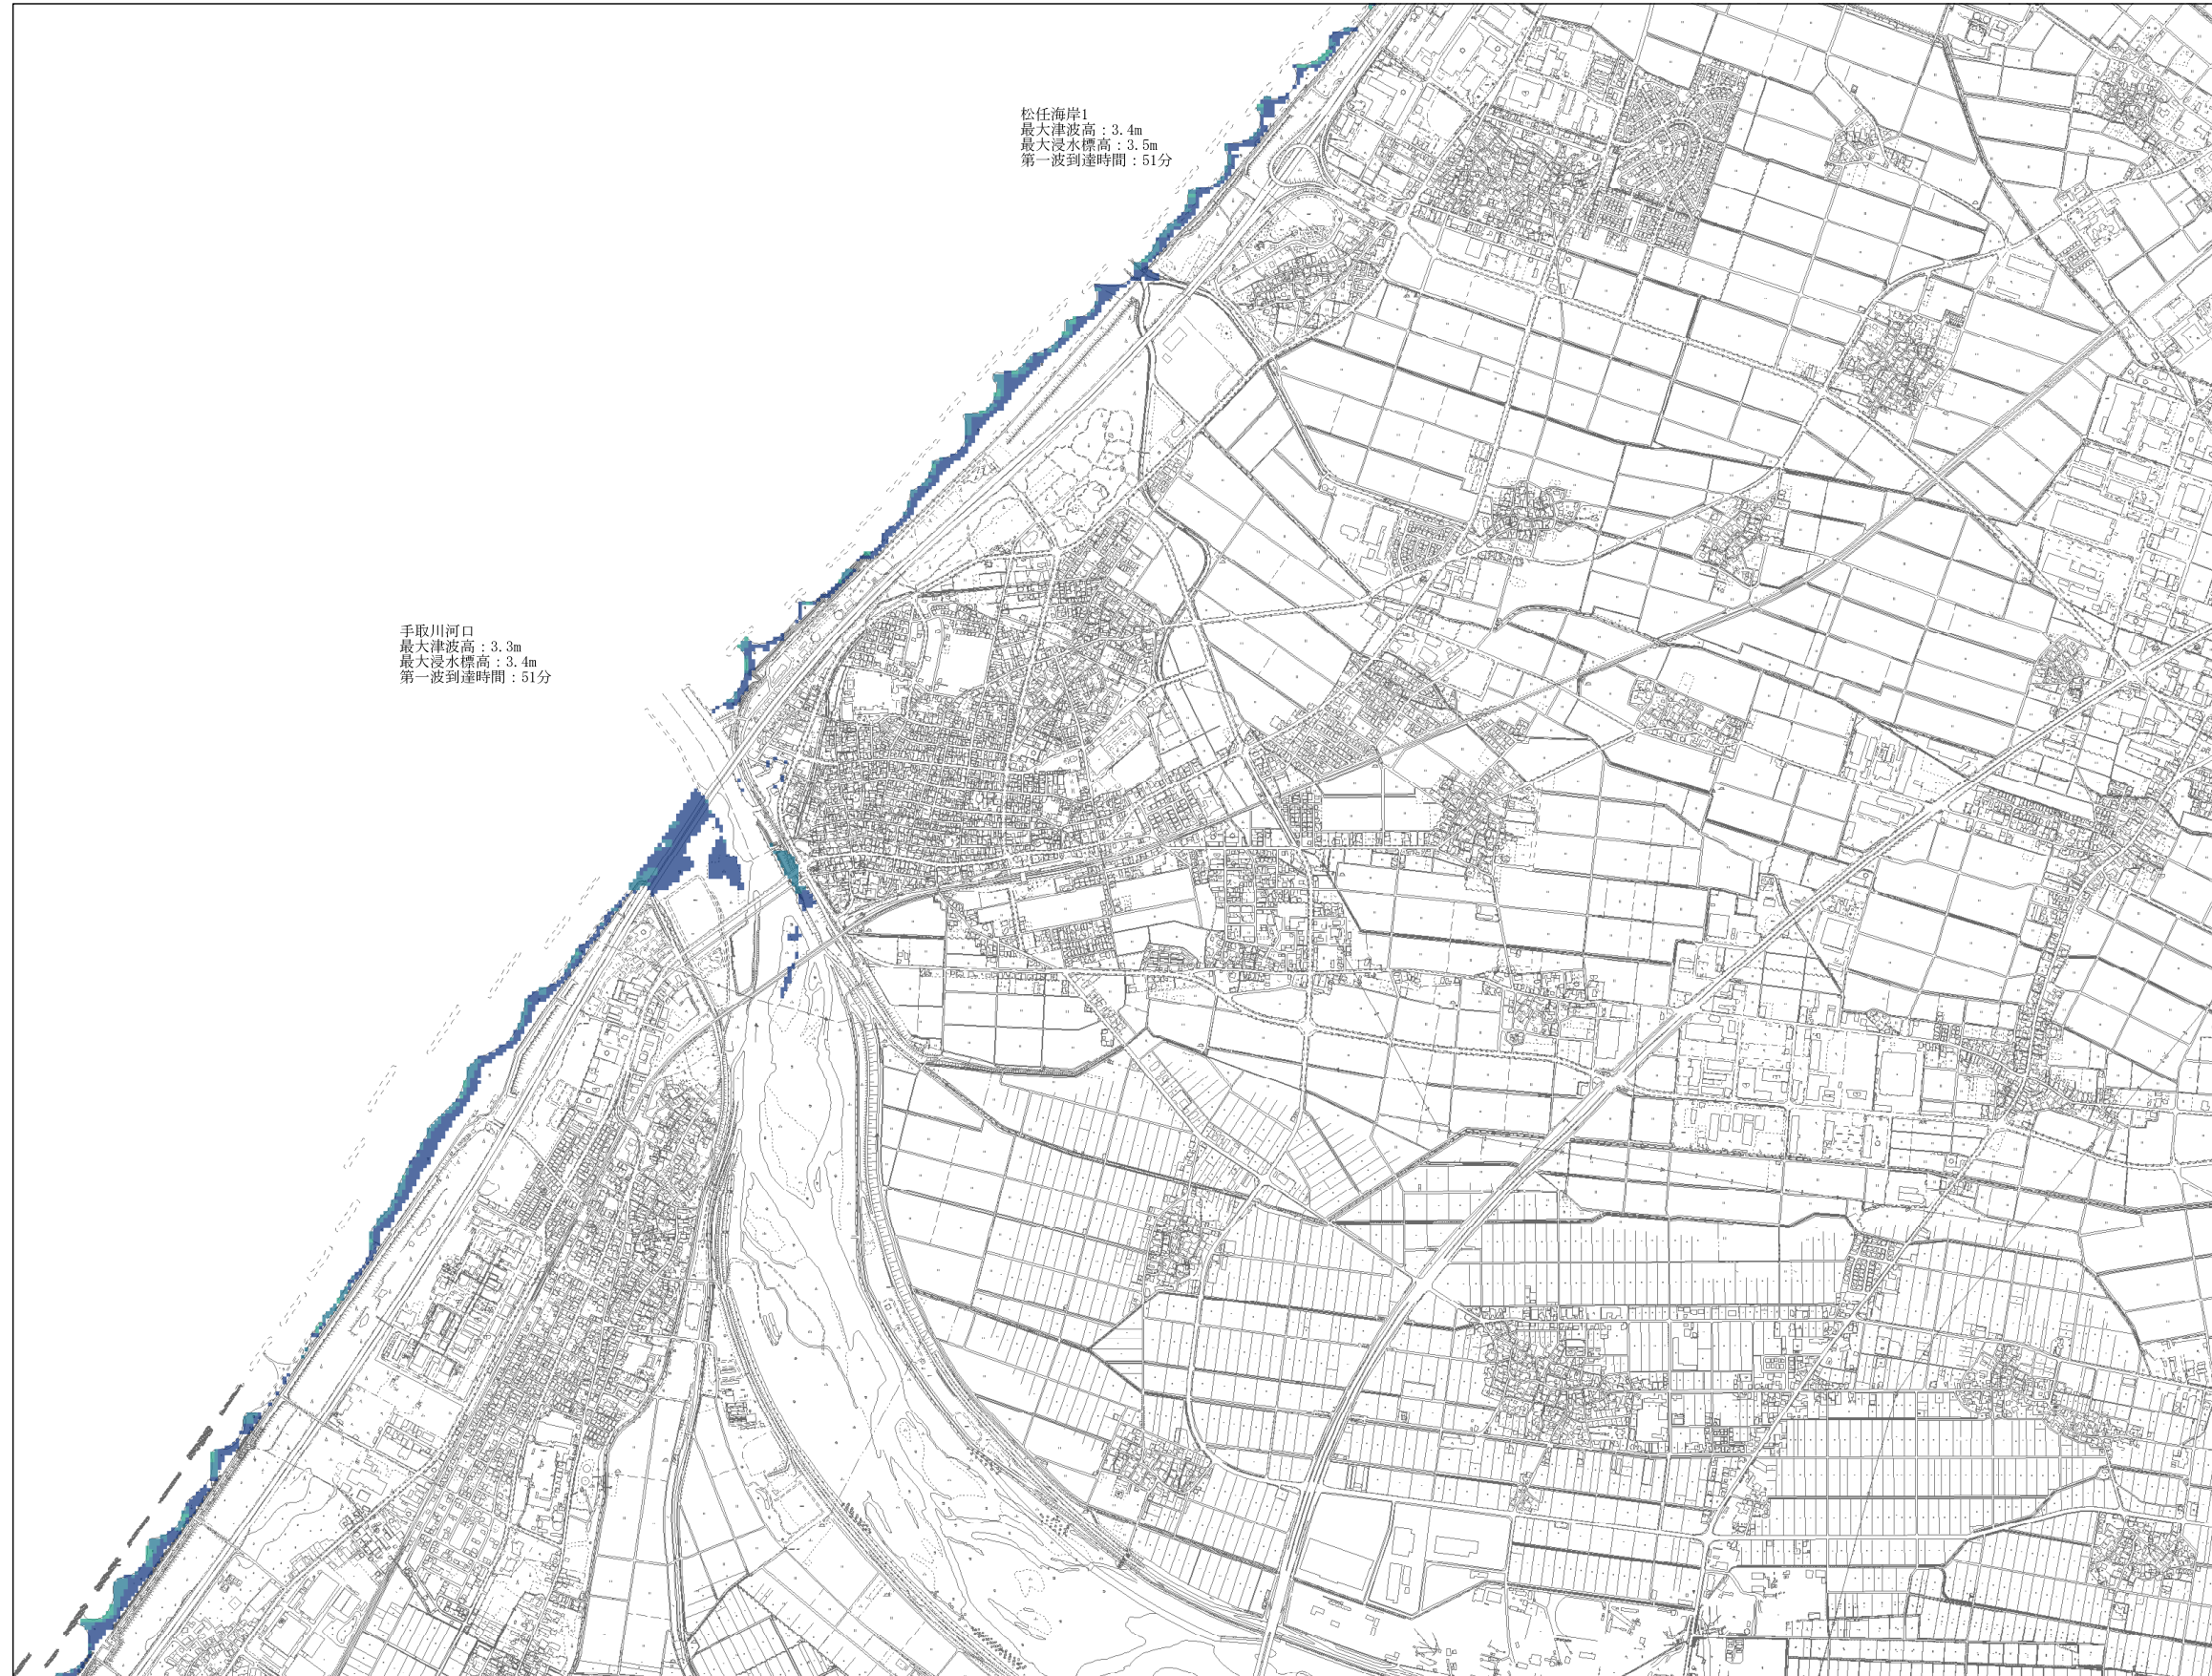 松任海岸1
最大津波高：3.4m
最大浸水標高：3.5m
第一波到達時間：51分
手取川河口
最大津波高：3.3m
最大浸水標高：3.4m
第一波到達時間：51分